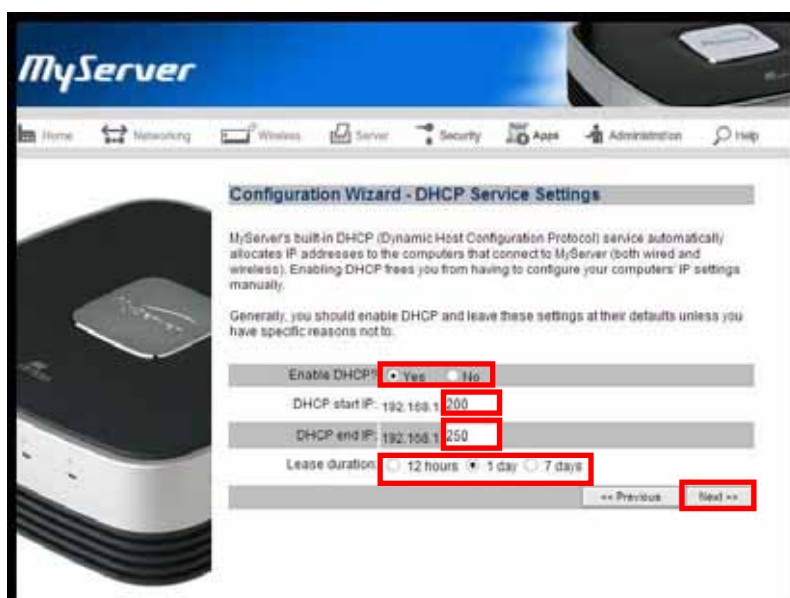 MyServer
Home Networking Wireless Server Security Apps Administration Help
Configuration Wizard - DHCP Service Settings
MyServer's built-in DHCP (Dynamic Host Configuration Protocol) service automatically
allocates IP addresses to the computers that connect to MyServer (both wired and
wireless). Enabling DHCP frees you from having to configure your computers' IP settings
manually.
Generally, you should enable DHCP and leave these settings at their defaults unless you
have specific reasons not to.
Enable DHCP? Yes No
DHCP start IP: 192.168.1.200
DHCP end IP: 192.168.1.250
Lease duration: 12 hours 1 day 7 days
<< Previous Next >>